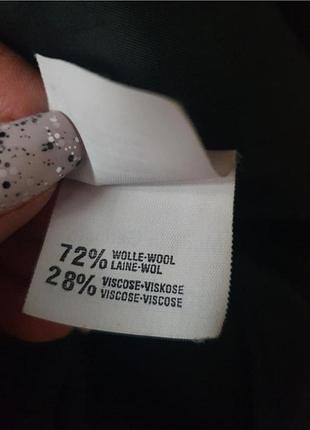 72% WOLLE-WOOL
LAINE-WOL
28% VISCOSE-VISKOSE
VISCOSE-VISCOSE